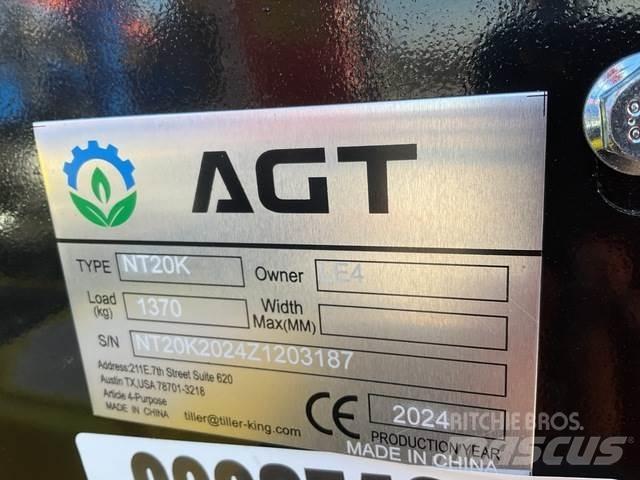 AGT
TYPE NT20K Owner LE4
Load (kg) 1370 Width Max(MM)
S/N NT20K2024Z1203187
Address:211E.7th Street Suite 620
Austin TX,USA 78701-3218
Article 4-Purpose
MADE IN CHINA tiller@tiller-king.com
CE 2024
PRODUCTION YEAR
MADE IN CHINA
RITCHIE BROS.
MASCUS